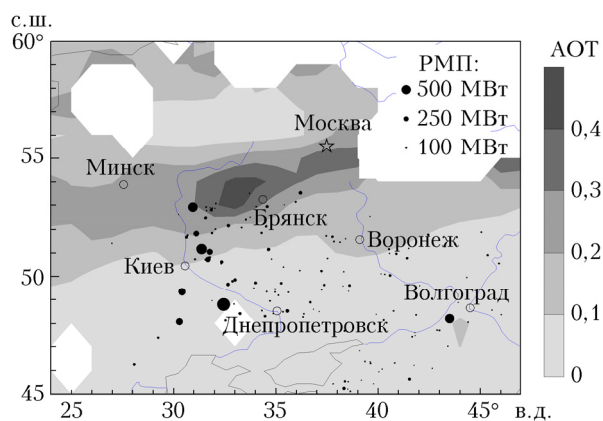 с.ш.
60°
АОТ
РМП:
500 МВт
250 МВт
100 МВт
0,4
Москва
55
Минск
0,3
Брянск
Воронеж
0,2
Киев
50
Волгоград
0,1
Днепропетровск
0
45
25 30 35 40 45° в.д.